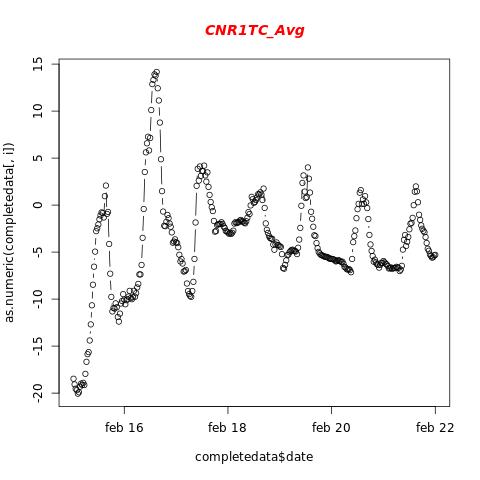 CNR1TC_Avg
as.numeric(completedata[, i])
15
10
5
0
-5
-10
-15
-20
feb 16 feb 18 feb 20 feb 22
completedata$date